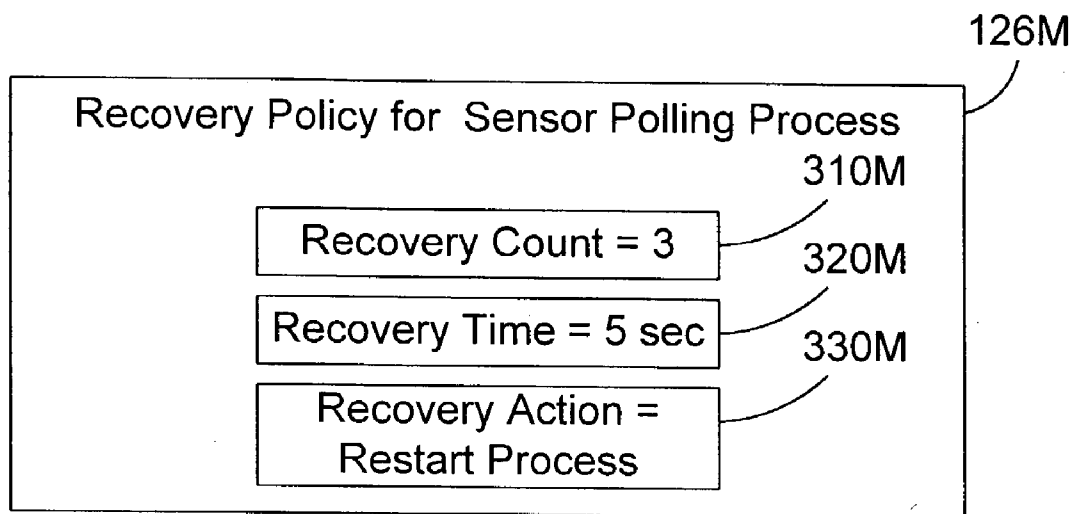 126M
Recovery Policy for Sensor Polling Process
310M
Recovery Count = 3
320M
Recovery Time = 5 sec
330M
Recovery Action =
Restart Process